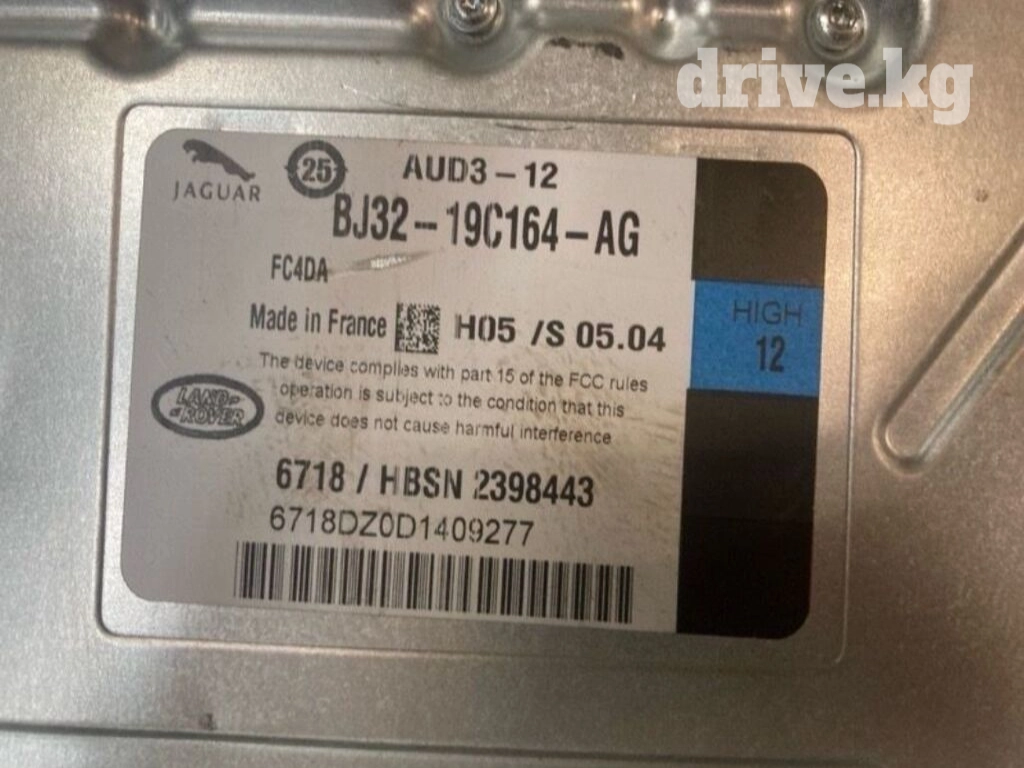 drive.kg
JAGUAR
25
AUD3-12
BJ32-19C164-AG
FC4DA
Made in France H05 /S 05.04
HIGH
12
The device complies with part 15 of the FCC rules
operation is subject to the condition that this
device does not cause harmful interference
LAND-
ROVER
6718 / HBSN 2398443
6718DZ0D1409277